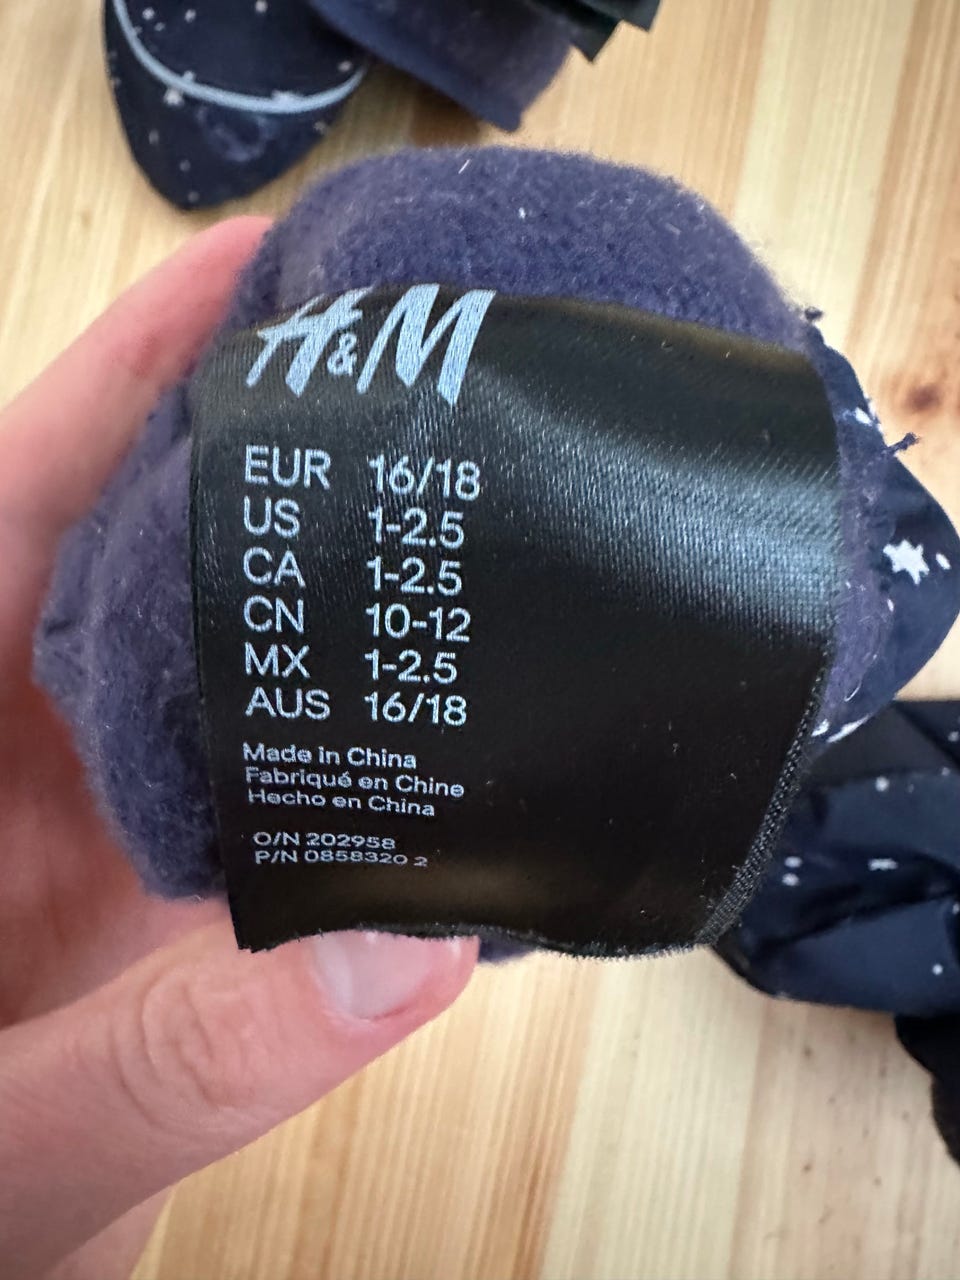 H&M
EUR 16/18
US 1-2.5
CA 1-2.5
CN 10-12
MX 1-2.5
AUS 16/18
Made in China
Fabriqué en Chine
Hecho en China
O/N 202958
P/N 0858320 2